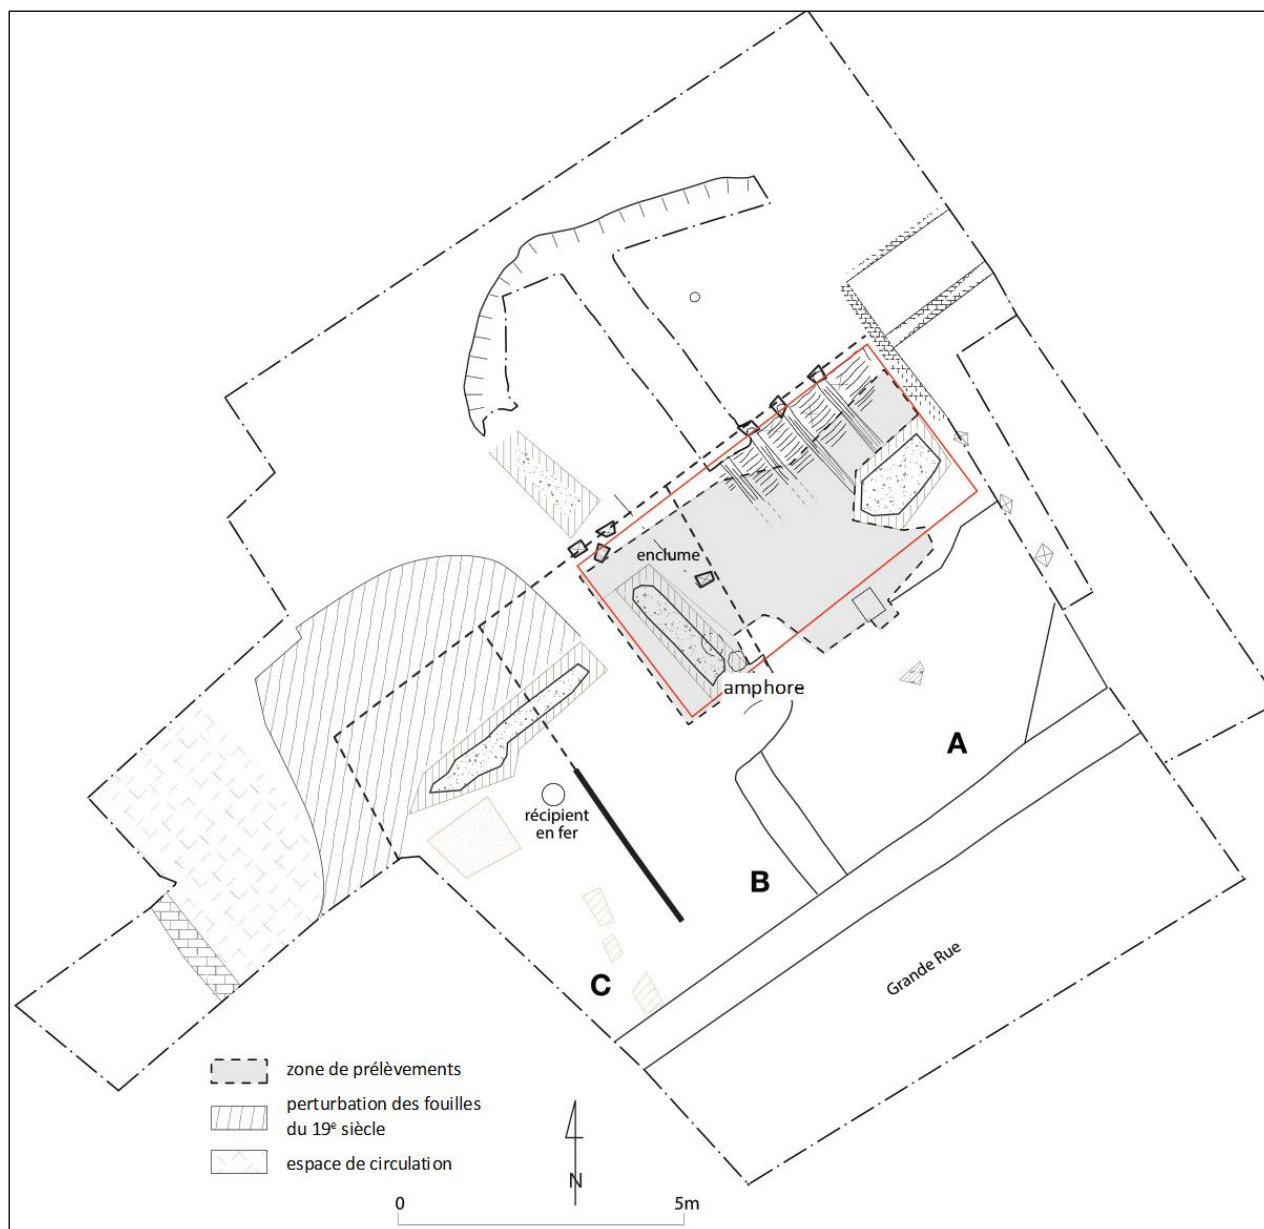 enclume
amphore
A
récipient
en fer
B
Grande Rue
C
zone de prélèvements
perturbation des fouilles
du 19e siècle
espace de circulation
N
0 5m